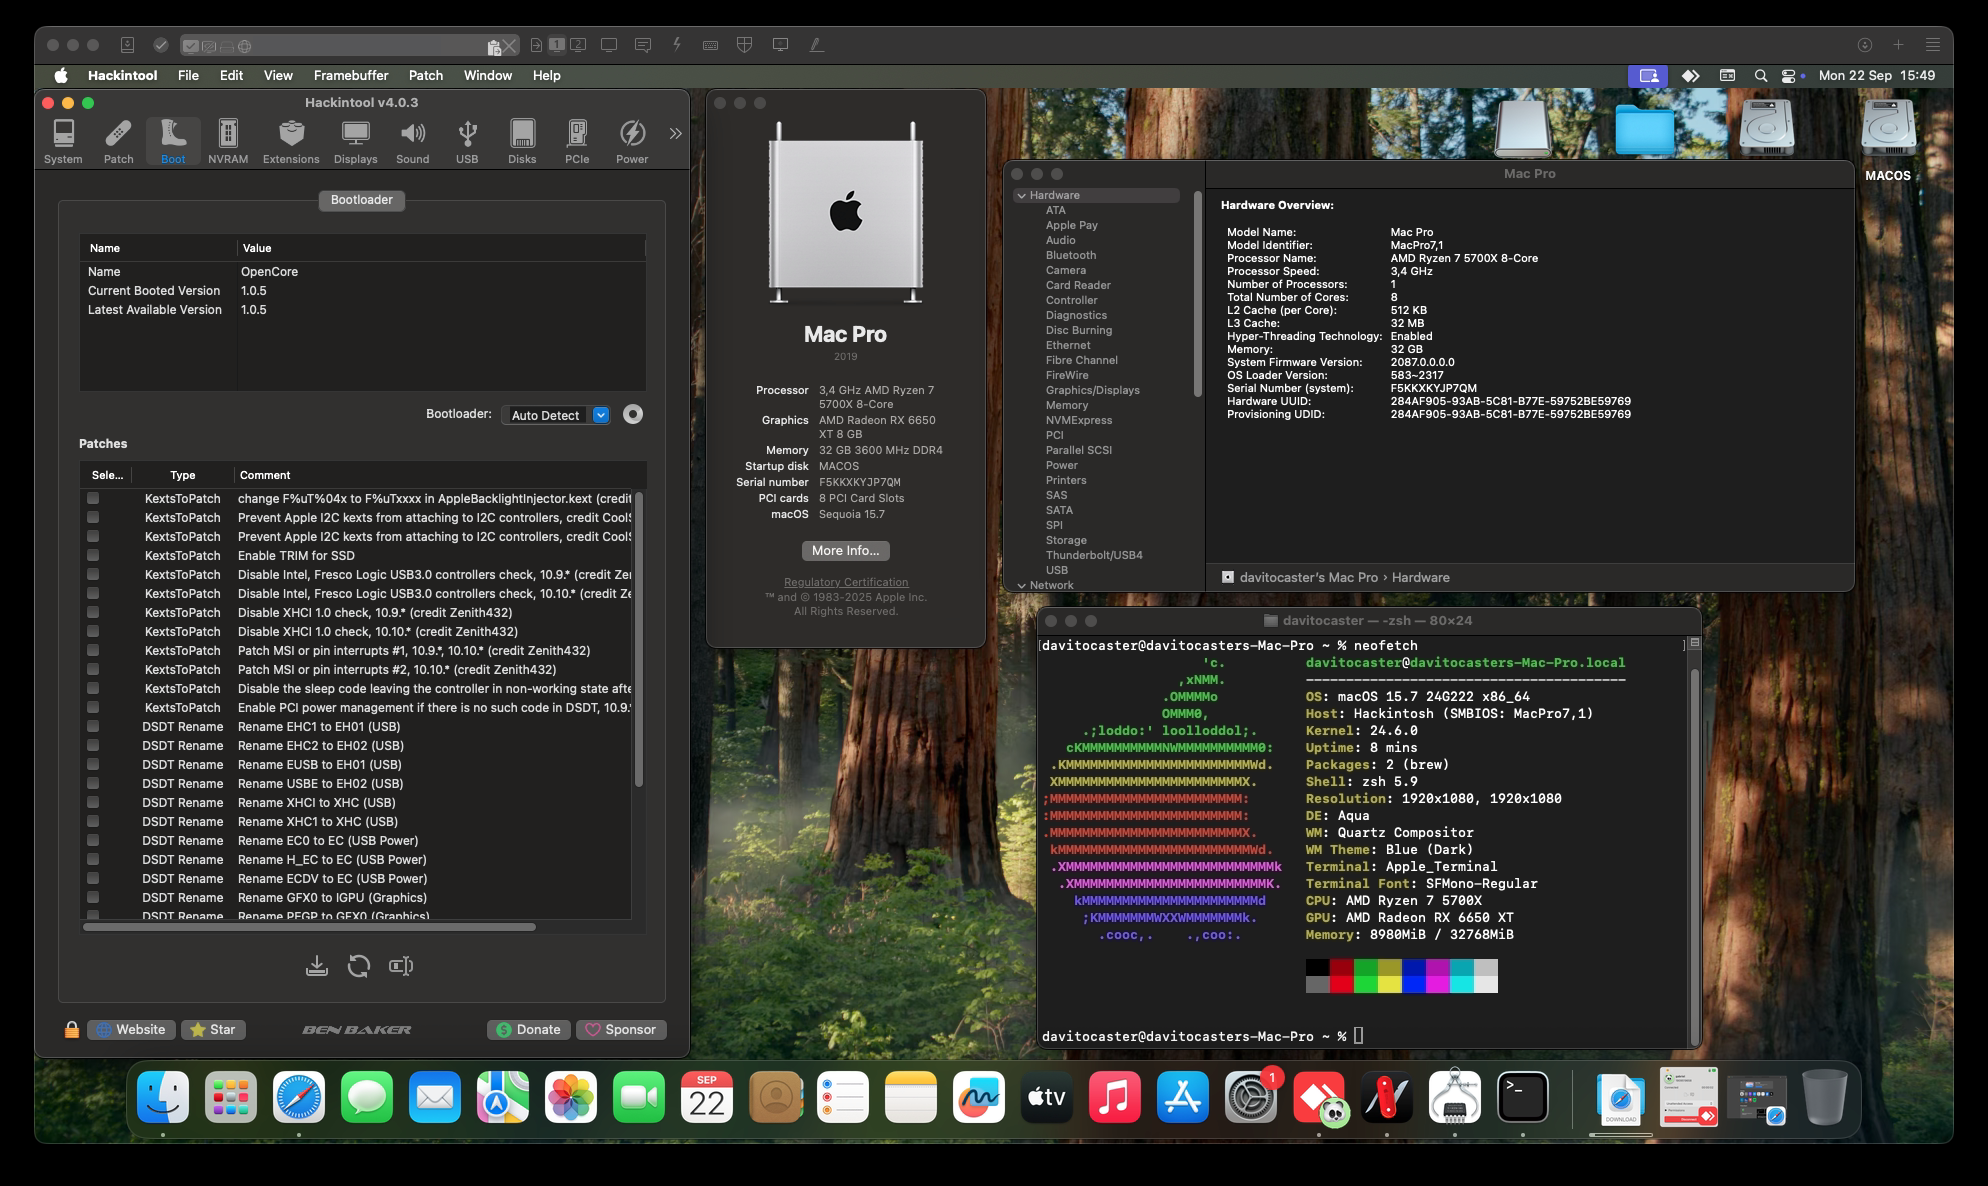 1 2
Hackintool File Edit View Framebuffer Patch Window Help
Mon 22 Sep 15:49
Hackintool v4.0.3
System Patch Boot NVRAM Extensions Displays Sound USB Disks PCIe Power
Bootloader
Name Value
Name OpenCore
Current Booted Version 1.0.5
Latest Available Version 1.0.5
Bootloader: Auto Detect
Patches
Sele... Type Comment
KextsToPatch change F%uT%04x to F%uTxxxx in AppleBacklightInjector.kext (credit
KextsToPatch Prevent Apple I2C kexts from attaching to I2C controllers, credit CoolS
KextsToPatch Prevent Apple I2C kexts from attaching to I2C controllers, credit CoolS
KextsToPatch Enable TRIM for SSD
KextsToPatch Disable Intel, Fresco Logic USB3.0 controllers check, 10.9.* (credit Zer
KextsToPatch Disable Intel, Fresco Logic USB3.0 controllers check, 10.10.* (credit Ze
KextsToPatch Disable XHCI 1.0 check, 10.9.* (credit Zenith432)
KextsToPatch Disable XHCI 1.0 check, 10.10.* (credit Zenith432)
KextsToPatch Patch MSI or pin interrupts #1, 10.9.*, 10.10.* (credit Zenith432)
KextsToPatch Patch MSI or pin interrupts #2, 10.10.* (credit Zenith432)
KextsToPatch Disable the sleep code leaving the controller in non-working state afte
KextsToPatch Enable PCI power management if there is no such code in DSDT, 10.9.*
DSDT Rename Rename EHC1 to EH01 (USB)
DSDT Rename Rename EHC2 to EH02 (USB)
DSDT Rename Rename EUSB to EH01 (USB)
DSDT Rename Rename USBE to EH02 (USB)
DSDT Rename Rename XHCI to XHC (USB)
DSDT Rename Rename XHC1 to XHC (USB)
DSDT Rename Rename EC0 to EC (USB Power)
DSDT Rename Rename H_EC to EC (USB Power)
DSDT Rename Rename ECDV to EC (USB Power)
DSDT Rename Rename GFX0 to IGPU (Graphics)
DSDT Rename Rename PEGP to GFX0 (Graphics)
Website Star BEN BAKER Donate Sponsor
Mac Pro
2019
Processor 3,4 GHz AMD Ryzen 7
5700X 8-Core
Graphics AMD Radeon RX 6650
XT 8 GB
Memory 32 GB 3600 MHz DDR4
Startup disk MACOS
Serial number F5KKXKYJP7QM
PCI cards 8 PCI Card Slots
macOS Sequoia 15.7
More Info...
Regulatory Certification
™ and © 1983-2025 Apple Inc.
All Rights Reserved.
MACOS
Mac Pro
Hardware
ATA
Apple Pay
Audio
Bluetooth
Camera
Card Reader
Controller
Diagnostics
Disc Burning
Ethernet
Fibre Channel
FireWire
Graphics/Displays
Memory
NVMExpress
PCI
Parallel SCSI
Power
Printers
SAS
SATA
SPI
Storage
Thunderbolt/USB4
USB
Network
Hardware Overview:
Model Name: Mac Pro
Model Identifier: MacPro7,1
Processor Name: AMD Ryzen 7 5700X 8-Core
Processor Speed: 3,4 GHz
Number of Processors: 1
Total Number of Cores: 8
L2 Cache (per Core): 512 KB
L3 Cache: 32 MB
Hyper-Threading Technology: Enabled
Memory: 32 GB
System Firmware Version: 2087.0.0.0.0
OS Loader Version: 583~2317
Serial Number (system): F5KKXKYJP7QM
Hardware UUID: 284AF905-93AB-5C81-B77E-59752BE59769
Provisioning UDID: 284AF905-93AB-5C81-B77E-59752BE59769
davitocaster's Mac Pro › Hardware
davitocaster — -zsh — 80×24
[davitocaster@davitocasters-Mac-Pro ~ % neofetch ]
'c. davitocaster@davitocasters-Mac-Pro.local
,xNMM. ----------------------------------------
.OMMMMo OS: macOS 15.7 24G222 x86_64
OMMM0, Host: Hackintosh (SMBIOS: MacPro7,1)
.;loddo:' loolloddol;. Kernel: 24.6.0
cKMMMMMMMMMMNWMMMMMMMMMM0: Uptime: 8 mins
.KMMMMMMMMMMMMMMMMMMMMMMMWd. Packages: 2 (brew)
XMMMMMMMMMMMMMMMMMMMMMMMX. Shell: zsh 5.9
;MMMMMMMMMMMMMMMMMMMMMMMM: Resolution: 1920x1080, 1920x1080
:MMMMMMMMMMMMMMMMMMMMMMMM: DE: Aqua
.MMMMMMMMMMMMMMMMMMMMMMMMX. WM: Quartz Compositor
kMMMMMMMMMMMMMMMMMMMMMMMMWd. WM Theme: Blue (Dark)
.XMMMMMMMMMMMMMMMMMMMMMMMMMMk Terminal: Apple_Terminal
.XMMMMMMMMMMMMMMMMMMMMMMMMK. Terminal Font: SFMono-Regular
kMMMMMMMMMMMMMMMMMMMMMMd CPU: AMD Ryzen 7 5700X
;KMMMMMMMWXXWMMMMMMMk. GPU: AMD Radeon RX 6650 XT
.cooc,. .,coo:. Memory: 8980MiB / 32768MiB
davitocaster@davitocasters-Mac-Pro ~ %
SEP
22
tv
1
>_
DOWNLOAD